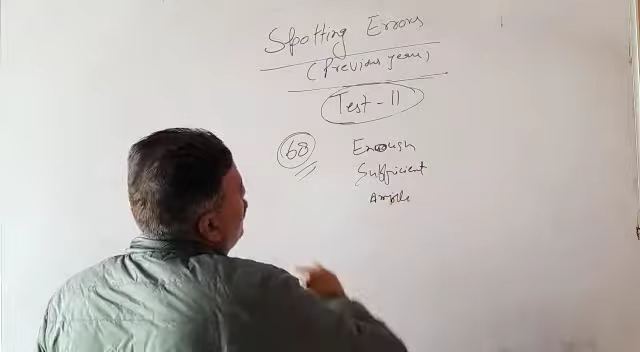 Spotting Errors
(Previous year)
Test-11
68
Enough
Sufficient
Ample